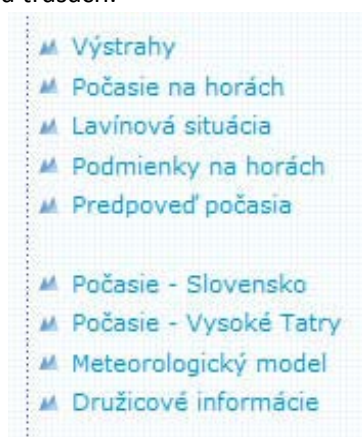 a trasách.
Výstrahy
Počasie na horách
Lavínová situácia
Podmienky na horách
Predpoveď počasia
Počasie - Slovensko
Počasie - Vysoké Tatry
Meteorologický model
Družicové informácie